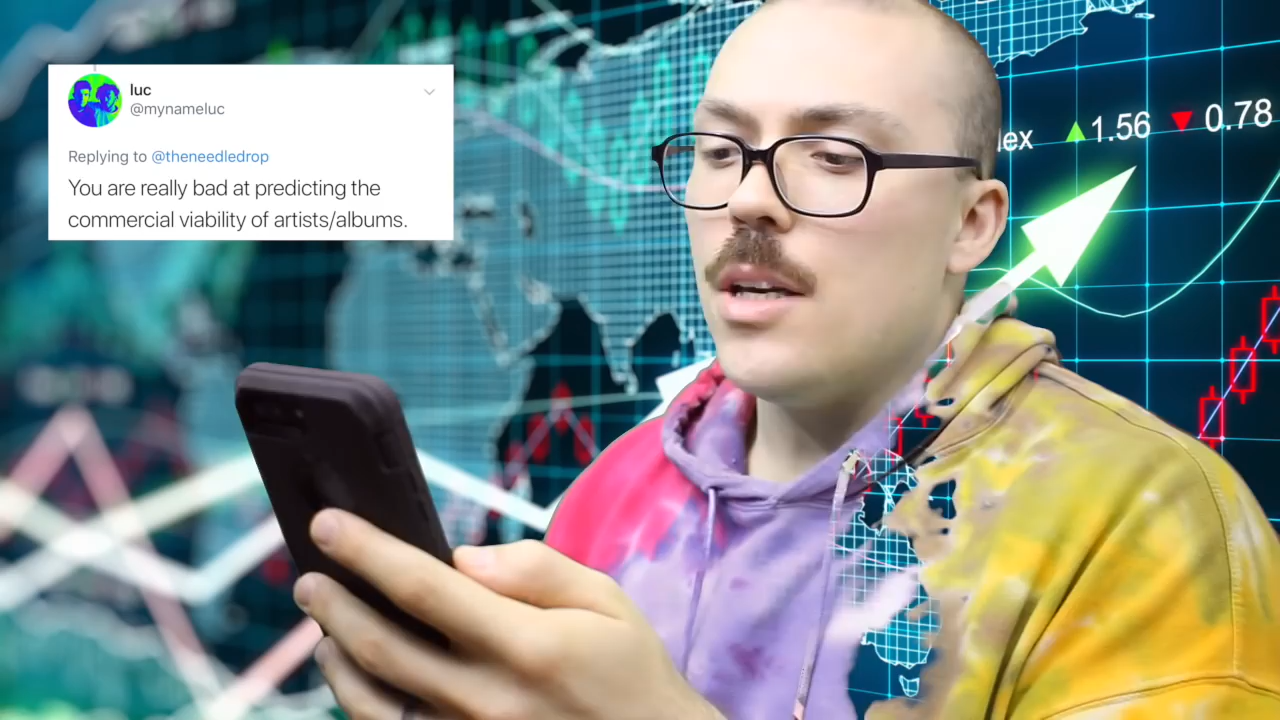 luc
@mynameluc
Replying to @theneedledrop
You are really bad at predicting the
commercial viability of artists/albums.
1.56
0.78